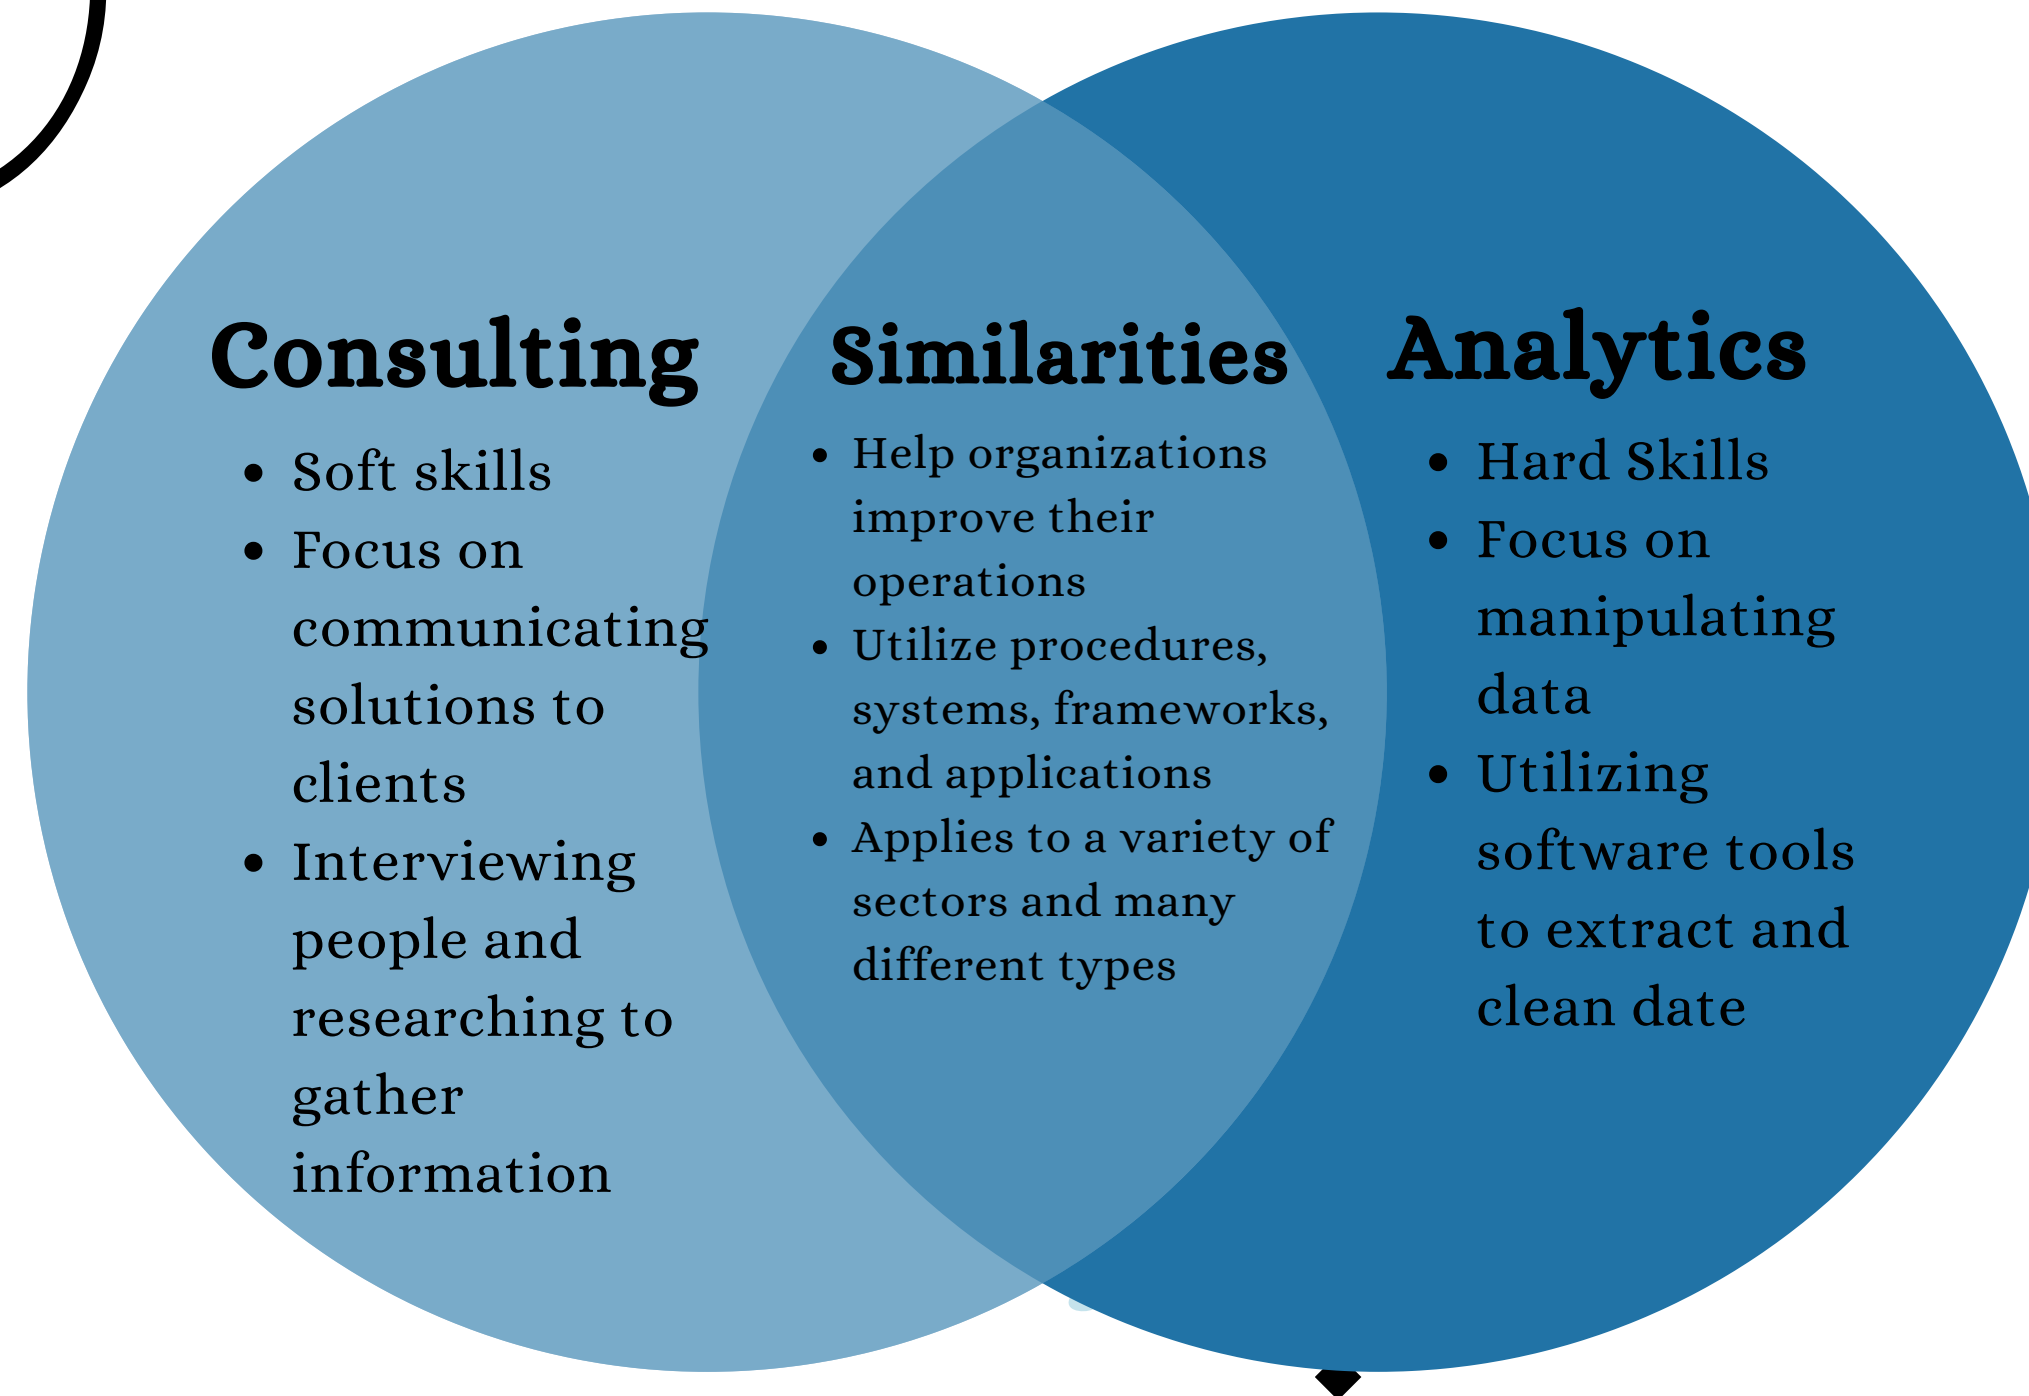 Consulting
• Soft skills
• Focus on
communicating
solutions to
clients
• Interviewing
people and
researching to
gather
information
Similarities
• Help organizations
improve their
operations
• Utilize procedures,
systems, frameworks,
and applications
• Applies to a variety of
sectors and many
different types
Analytics
• Hard Skills
• Focus on
manipulating
data
• Utilizing
software tools
to extract and
clean date